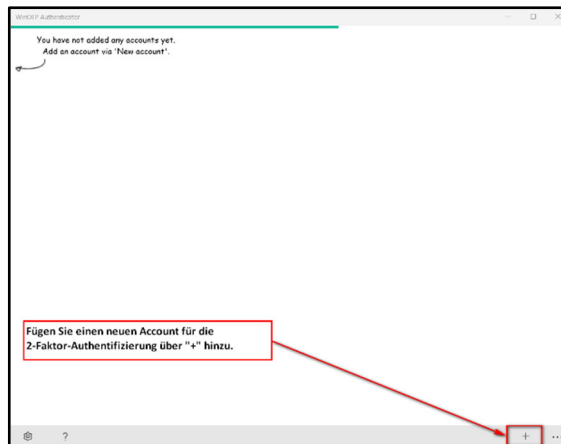 WinOTP Authenticator
You have not added any accounts yet.
Add an account via 'New account'.
Fügen Sie einen neuen Account für die
2-Faktor-Authentifizierung über "+" hinzu.
?
+
...